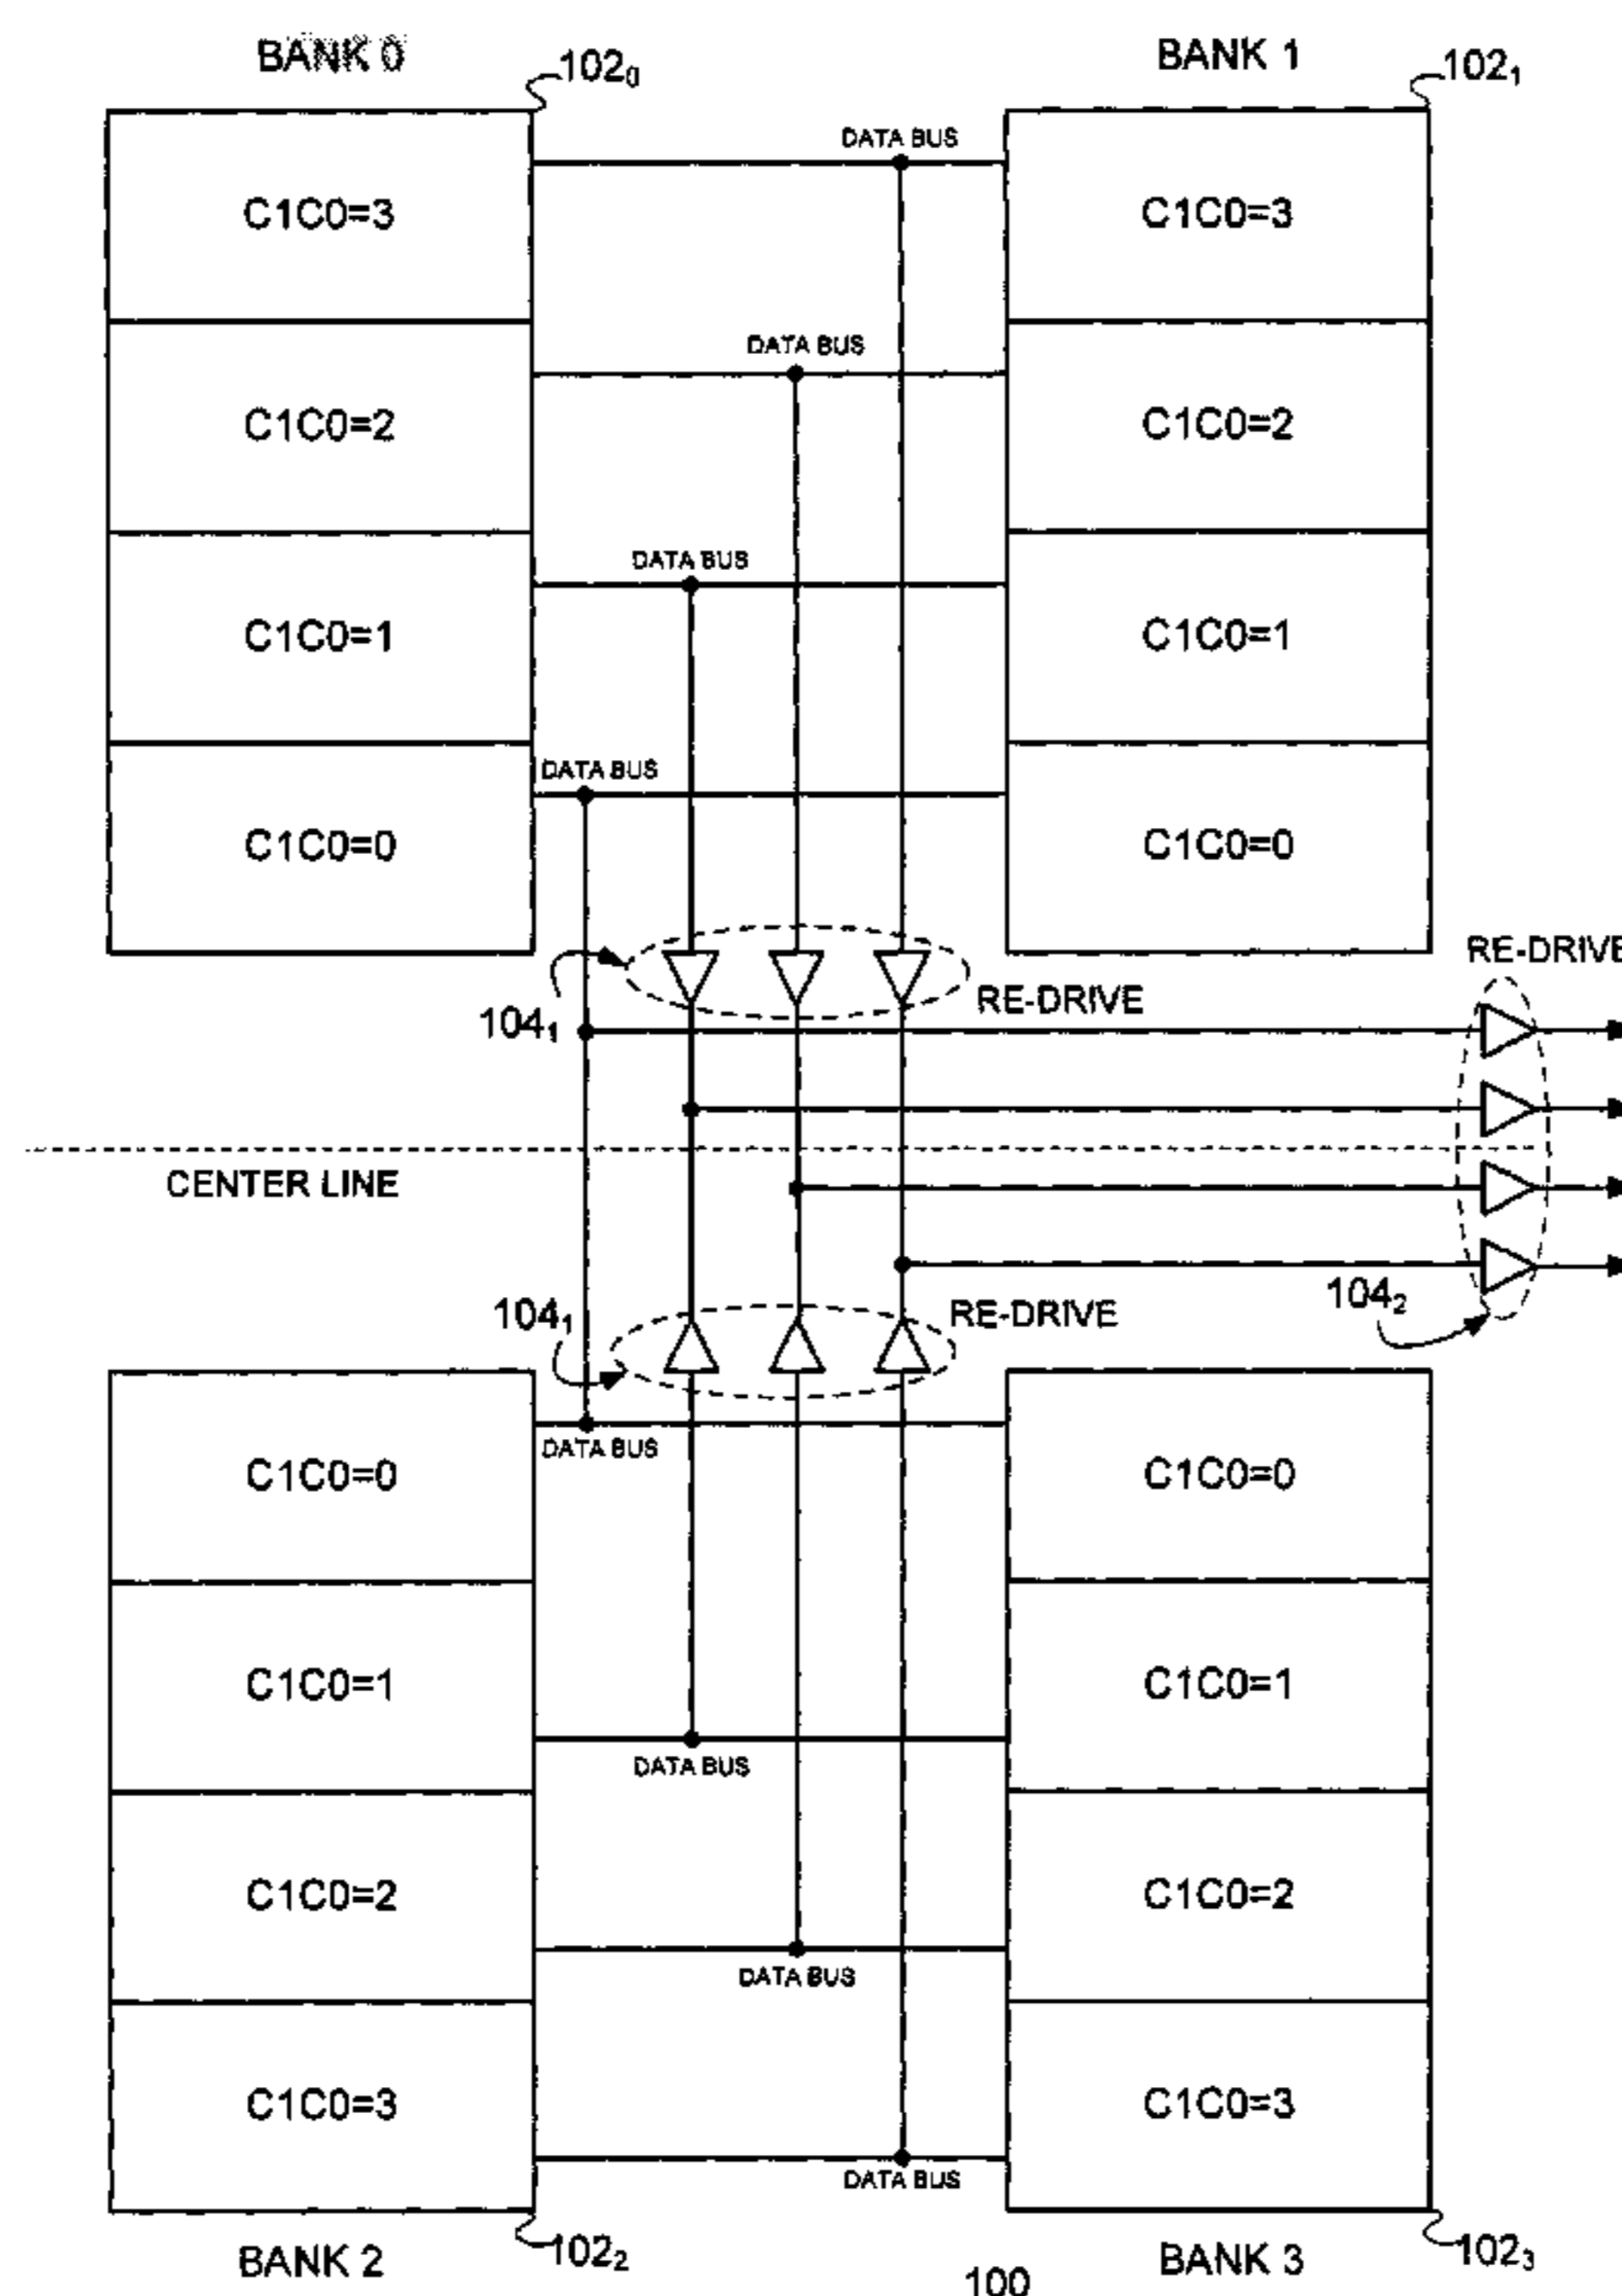 BANK 0
102₀
BANK 1
102₁
DATA BUS
C1C0=3
C1C0=3
DATA BUS
C1C0=2
C1C0=2
DATA BUS
C1C0=1
C1C0=1
DATA BUS
C1C0=0
C1C0=0
RE-DRIVE
RE-DRIVE
104₁
CENTER LINE
104₁
RE-DRIVE
104₂
DATA BUS
C1C0=0
C1C0=0
C1C0=1
C1C0=1
DATA BUS
C1C0=2
C1C0=2
DATA BUS
C1C0=3
C1C0=3
DATA BUS
BANK 2
102₂
BANK 3
102₃
100